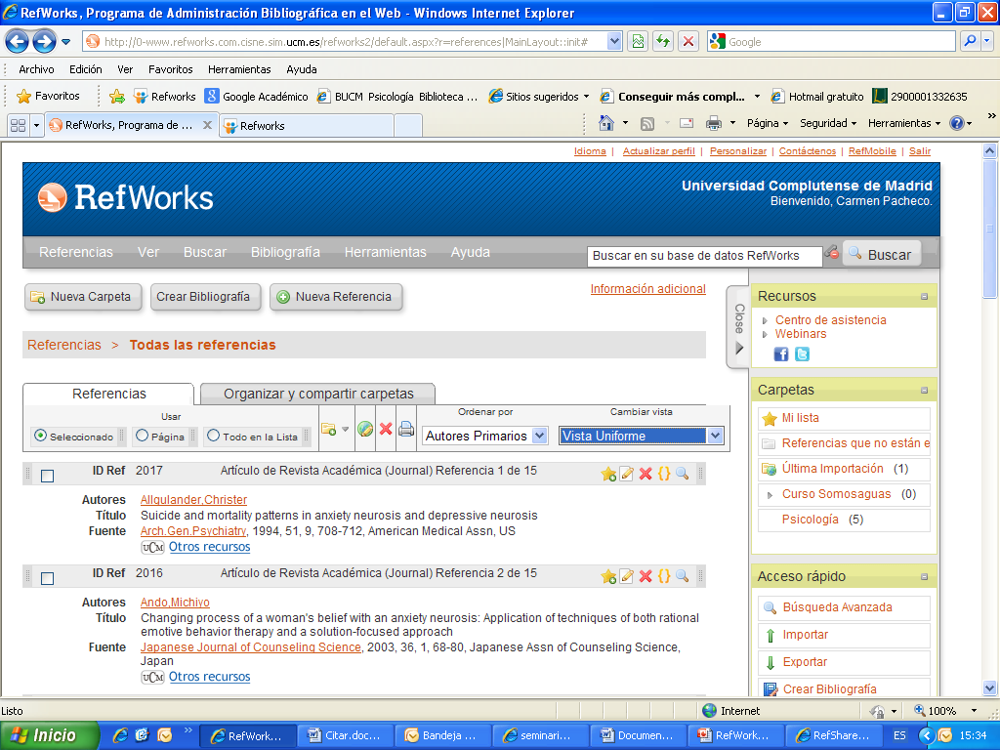 RefWorks, Programa de Administración Bibliográfica en el Web - Windows Internet Explorer
http://0-www.refworks.com.cisne.sim.ucm.es/refworks2/default.aspx?r=references|MainLayout::init#
Google
Archivo Edición Ver Favoritos Herramientas Ayuda
Favoritos Refworks Google Académico BUCM Psicología Biblioteca ... Sitios sugeridos Conseguir más compl... Hotmail gratuito 2900001332635
RefWorks, Programa de ... Refworks Página Seguridad Herramientas
Idioma | Actualizar perfil | Personalizar | Contáctenos | RefMobile | Salir
RefWorks
Universidad Complutense de Madrid
Bienvenido, Carmen Pacheco.
Referencias Ver Buscar Bibliografía Herramientas Ayuda
Buscar en su base de datos RefWorks Buscar
Nueva Carpeta Crear Bibliografía Nueva Referencia
Información adicional
Referencias > Todas las referencias
Referencias Organizar y compartir carpetas
Usar
Seleccionado Página Todo en la Lista
Ordenar por
Autores Primarios
Cambiar vista
Vista Uniforme
ID Ref 2017 Artículo de Revista Académica (Journal) Referencia 1 de 15
Autores Allqulander,Christer
Título Suicide and mortality patterns in anxiety neurosis and depressive neurosis
Fuente Arch.Gen.Psychiatry, 1994, 51, 9, 708-712, American Medical Assn, US
UCM Otros recursos
ID Ref 2016 Artículo de Revista Académica (Journal) Referencia 2 de 15
Autores Ando,Michivo
Título Changing process of a woman's belief with an anxiety neurosis: Application of techniques of both rational
emotive behavior therapy and a solution-focused approach
Fuente Japanese Journal of Counseling Science, 2003, 36, 1, 68-80, Japanese Assn of Counseling Science,
Japan
UCM Otros recursos
Close
Recursos
Centro de asistencia
Webinars
Carpetas
Mi lista
Referencias que no están e
Última Importación (1)
Curso Somosaguas (0)
Psicología (5)
Acceso rápido
Búsqueda Avanzada
Importar
Exportar
Crear Bibliografía
Listo Internet 100%
Inicio RefWork... Citar.doc... Bandeja ... seminari... Documen... RefWork... RefShare... ES 15:34